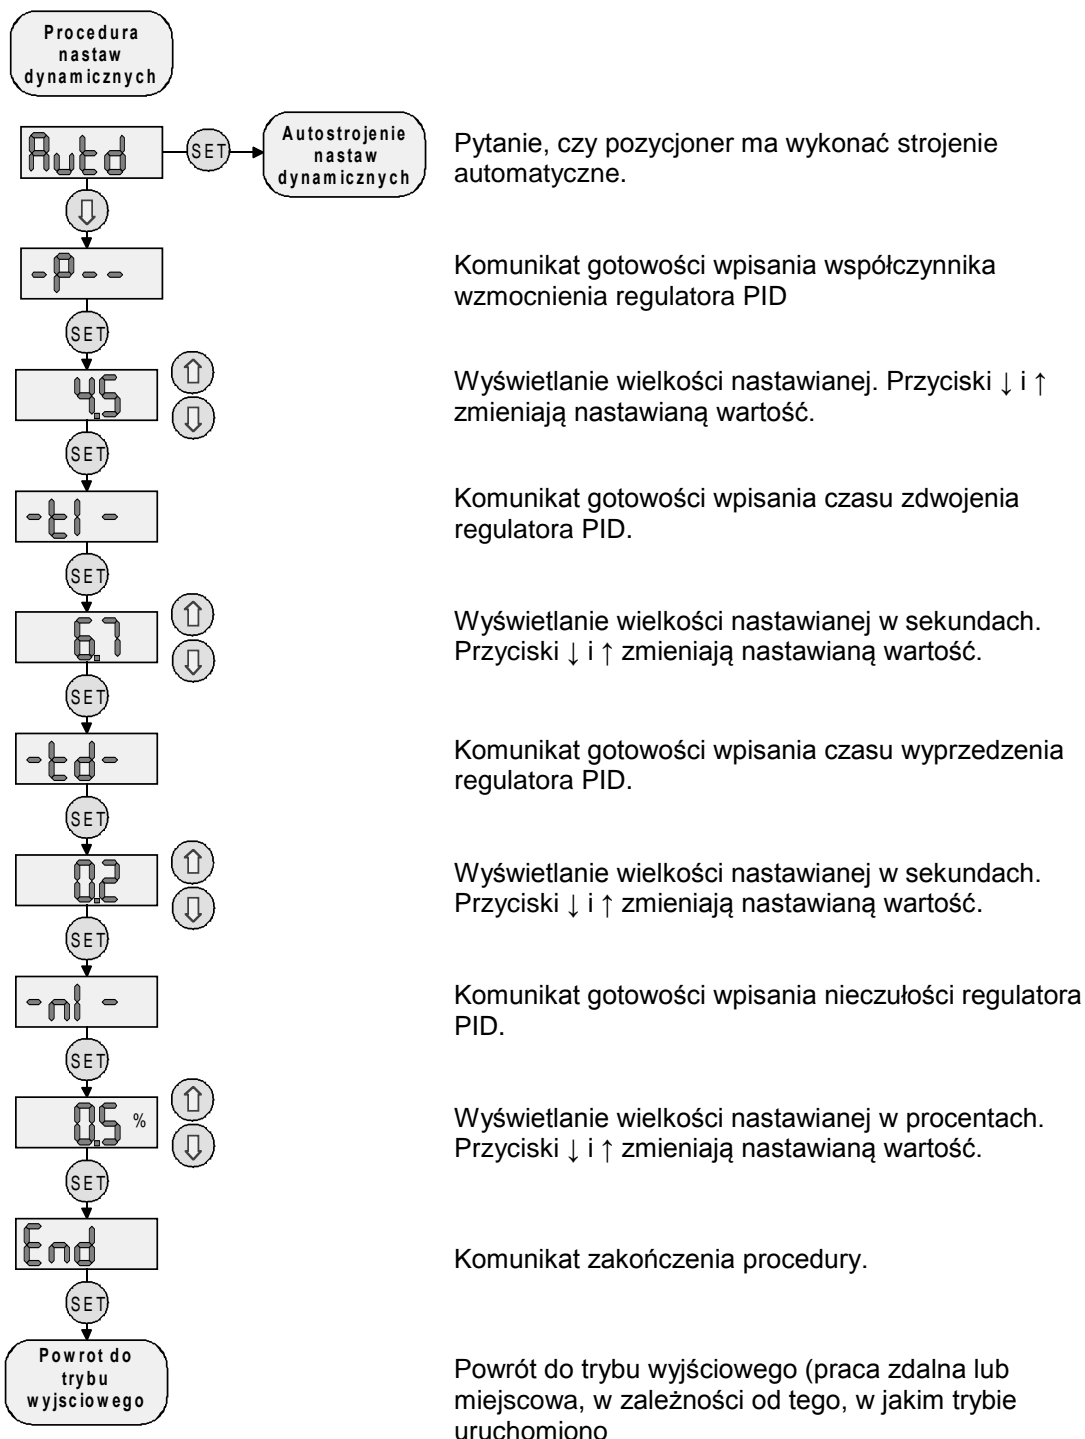 Procedura
nastaw
dynamicznych
Autd
SET
Autostrojenie
nastaw
dynamicznych
Pytanie, czy pozycjoner ma wykonać strojenie
automatyczne.
-P--
Komunikat gotowości wpisania współczynnika
wzmocnienia regulatora PID
SET
4.5
Wyświetlanie wielkości nastawianej. Przyciski ↓ i ↑
zmieniają nastawianą wartość.
SET
-tI -
Komunikat gotowości wpisania czasu zdwojenia
regulatora PID.
SET
6.7
Wyświetlanie wielkości nastawianej w sekundach.
Przyciski ↓ i ↑ zmieniają nastawianą wartość.
SET
-td-
Komunikat gotowości wpisania czasu wyprzedzenia
regulatora PID.
SET
0.2
Wyświetlanie wielkości nastawianej w sekundach.
Przyciski ↓ i ↑ zmieniają nastawianą wartość.
SET
-nI -
Komunikat gotowości wpisania nieczułości regulatora
PID.
SET
0.5 %
Wyświetlanie wielkości nastawianej w procentach.
Przyciski ↓ i ↑ zmieniają nastawianą wartość.
SET
End
Komunikat zakończenia procedury.
SET
Powrot do
trybu
wyjsciowego
Powrót do trybu wyjściowego (praca zdalna lub
miejscowa, w zależności od tego, w jakim trybie
uruchomiono